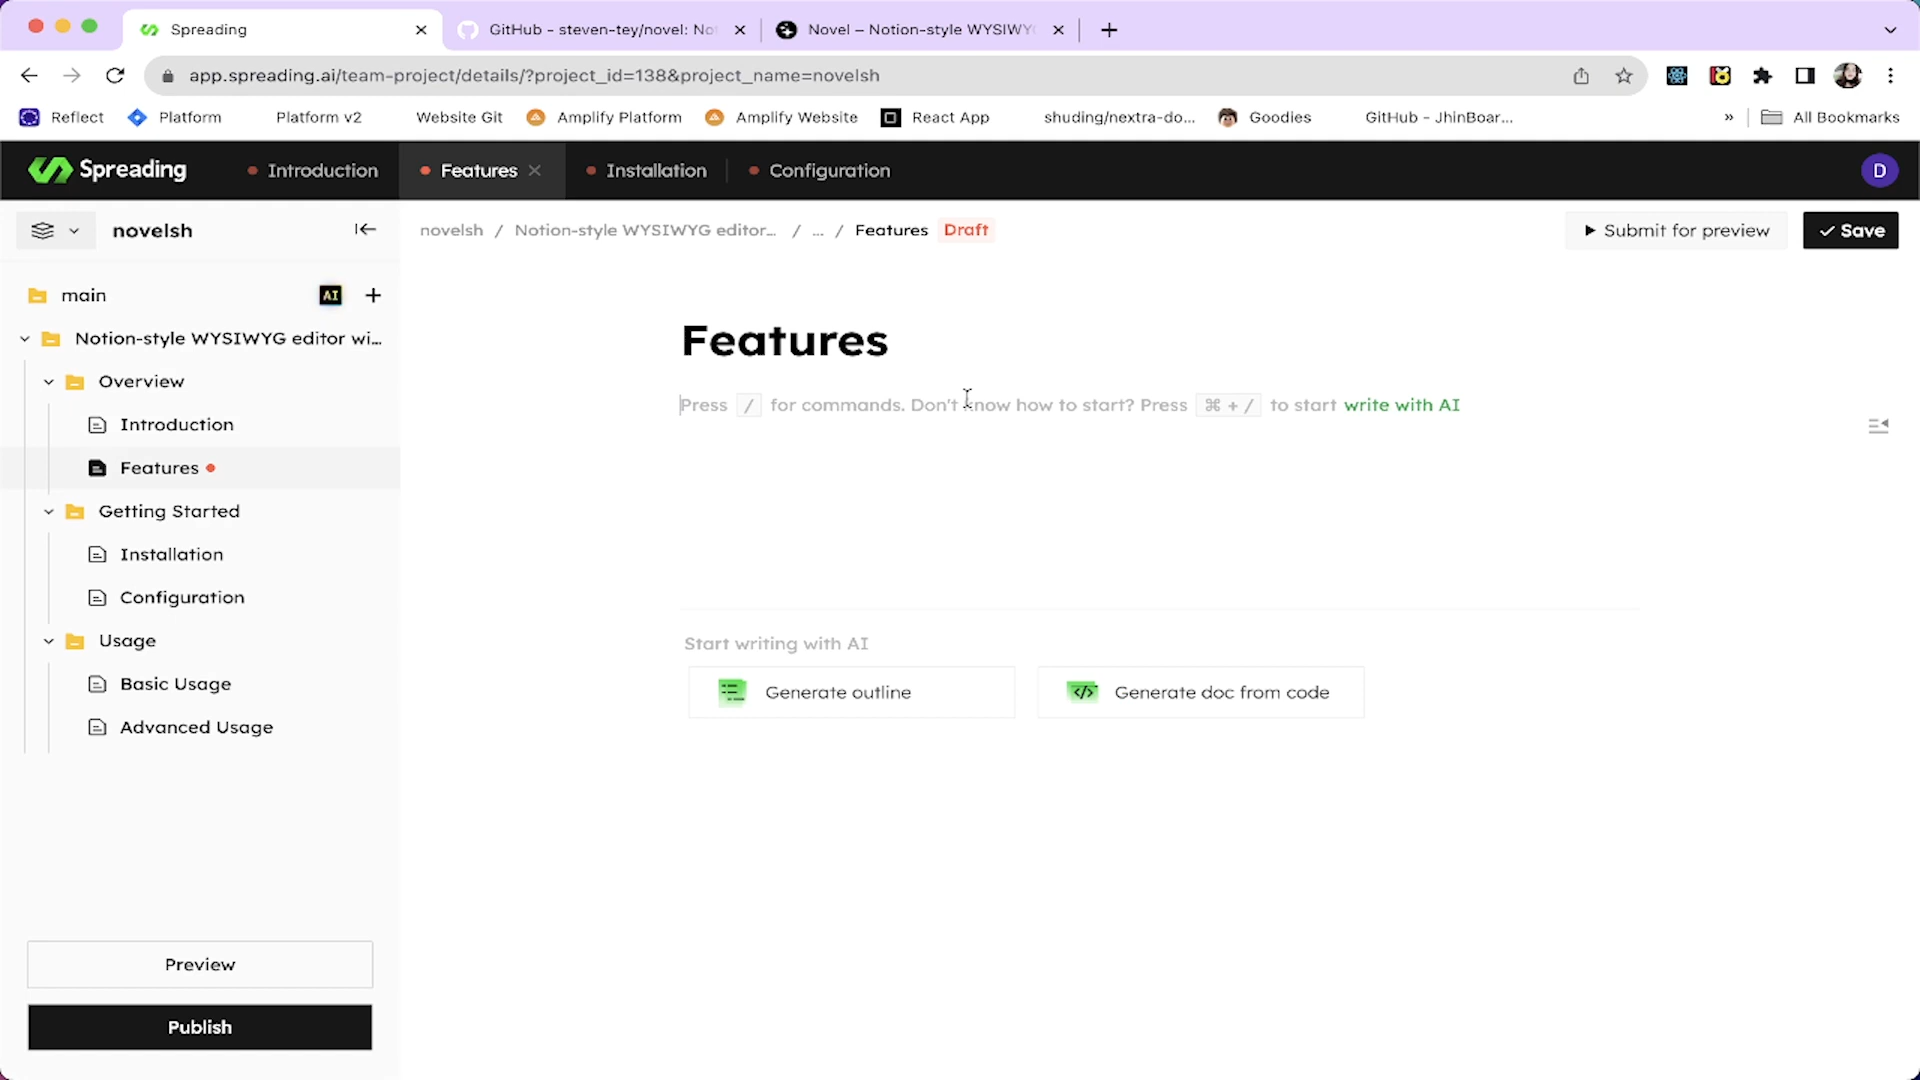 Spreading
GitHub - steven-tey/novel: No
Novel – Notion-style WYSIWY
app.spreading.ai/team-project/details/?project_id=138&project_name=novelsh
Reflect
Platform
Platform v2
Website Git
Amplify Platform
Amplify Website
React App
shuding/nextra-do...
Goodies
GitHub - JhinBoar...
»
All Bookmarks
Spreading
Introduction
Features
Installation
Configuration
D
novelsh
novelsh / Notion-style WYSIWYG editor... / ... / Features Draft
Submit for preview
Save
main
AI
Notion-style WYSIWYG editor wi...
Overview
Introduction
Features
Getting Started
Installation
Configuration
Usage
Basic Usage
Advanced Usage
Preview
Publish
Features
Press / for commands. Don't know how to start? Press ⌘ + / to start write with AI
Start writing with AI
Generate outline
Generate doc from code